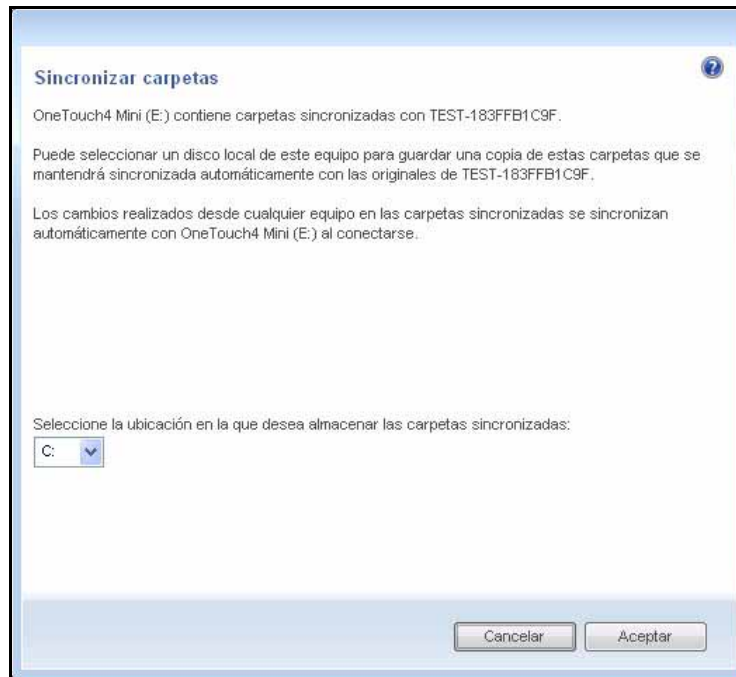 Sincronizar carpetas
OneTouch4 Mini (E:) contiene carpetas sincronizadas con TEST-183FFB1C9F.
Puede seleccionar un disco local de este equipo para guardar una copia de estas carpetas que se
mantendrá sincronizada automáticamente con las originales de TEST-183FFB1C9F.
Los cambios realizados desde cualquier equipo en las carpetas sincronizadas se sincronizan
automáticamente con OneTouch4 Mini (E:) al conectarse.
Seleccione la ubicación en la que desea almacenar las carpetas sincronizadas:
C:
Cancelar Aceptar